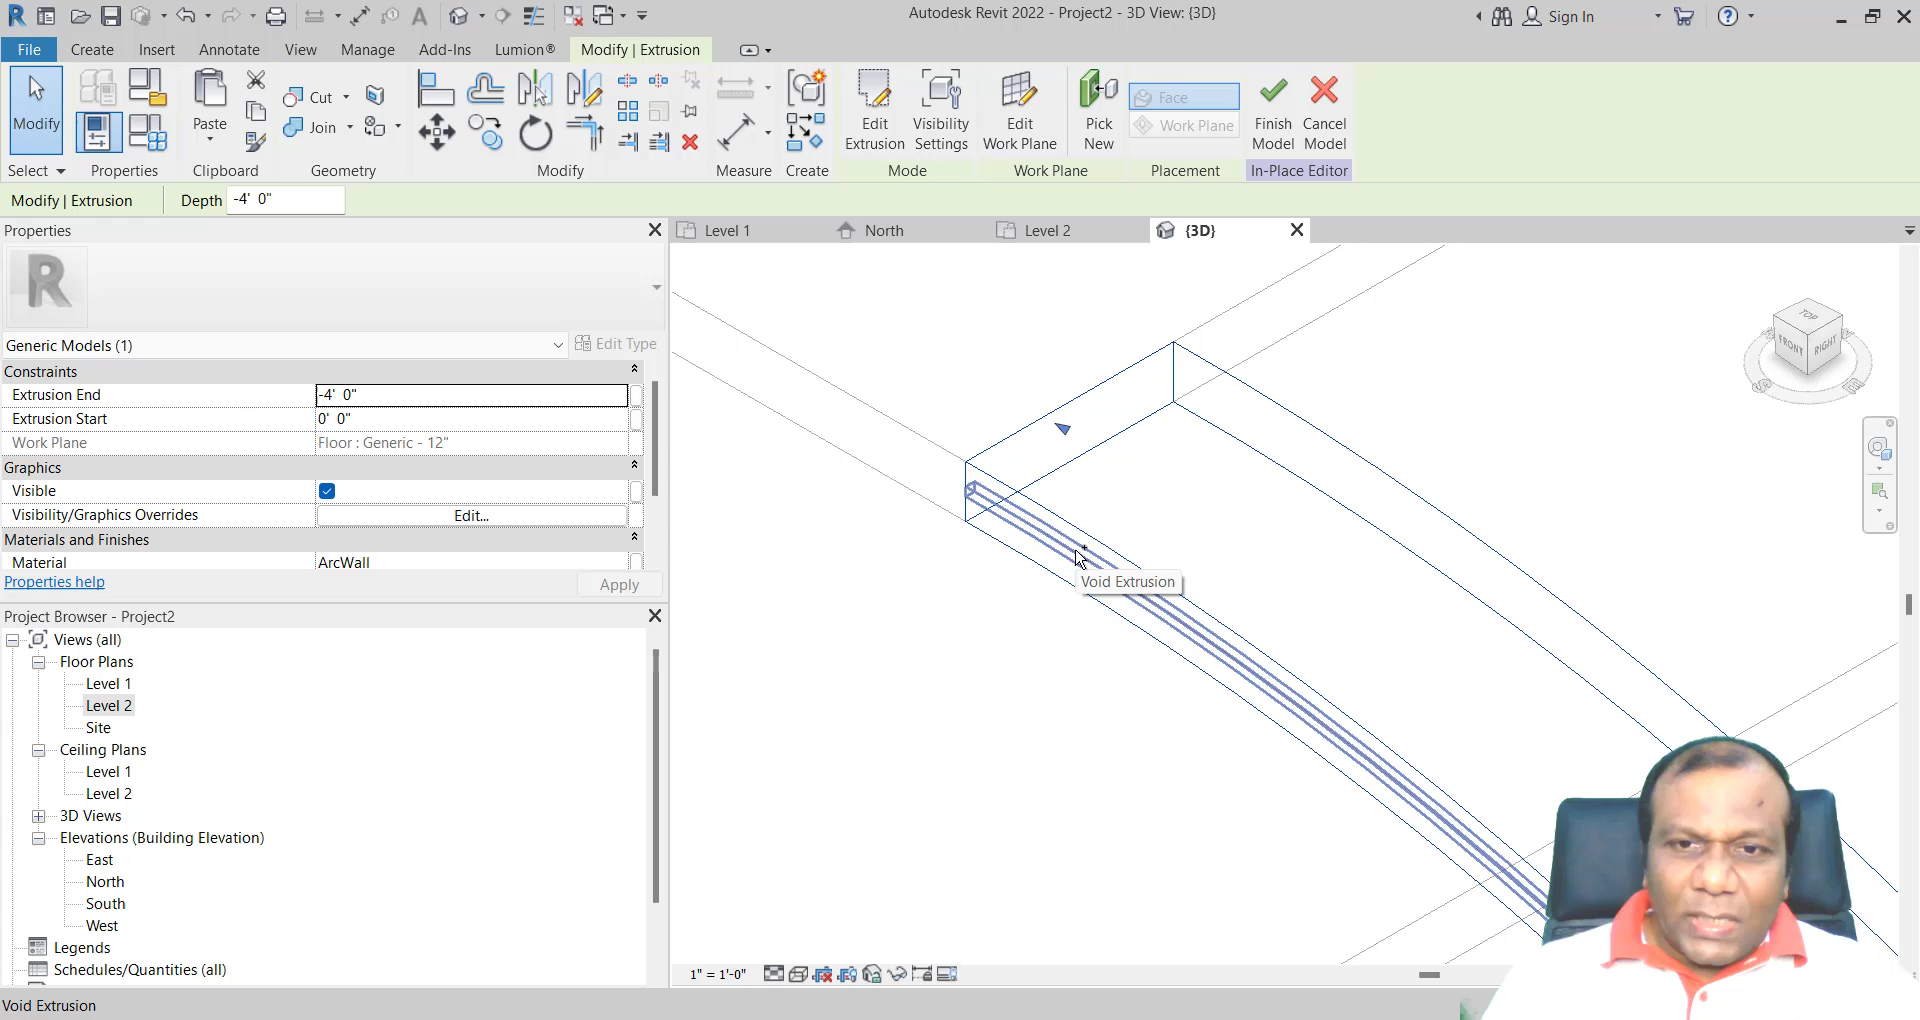 Autodesk Revit 2022 - Project2 - 3D View: {3D}
Sign In
File
Create
Insert
Annotate
View
Manage
Add-Ins
Lumion®
Modify | Extrusion
Modify
Paste
Cut
Join
Edit Extrusion
Visibility Settings
Edit Work Plane
Pick New
Face
Work Plane
Finish Model
Cancel Model
Select
Properties
Clipboard
Geometry
Modify
Measure
Create
Mode
Work Plane
Placement
In-Place Editor
Modify | Extrusion
Depth
-4' 0"
Properties
Level 1
North
Level 2
{3D}
R
Generic Models (1)
Edit Type
Constraints
Extrusion End
-4' 0"
Extrusion Start
0' 0"
Work Plane
Floor : Generic - 12"
Graphics
Visible
Visibility/Graphics Overrides
Edit...
Materials and Finishes
Material
ArcWall
Properties help
Apply
TOP
FRONT
RIGHT
S
E
Void Extrusion
Project Browser - Project2
Views (all)
Floor Plans
Level 1
Level 2
Site
Ceiling Plans
Level 1
Level 2
3D Views
Elevations (Building Elevation)
East
North
South
West
Legends
Schedules/Quantities (all)
1" = 1'-0"
Void Extrusion